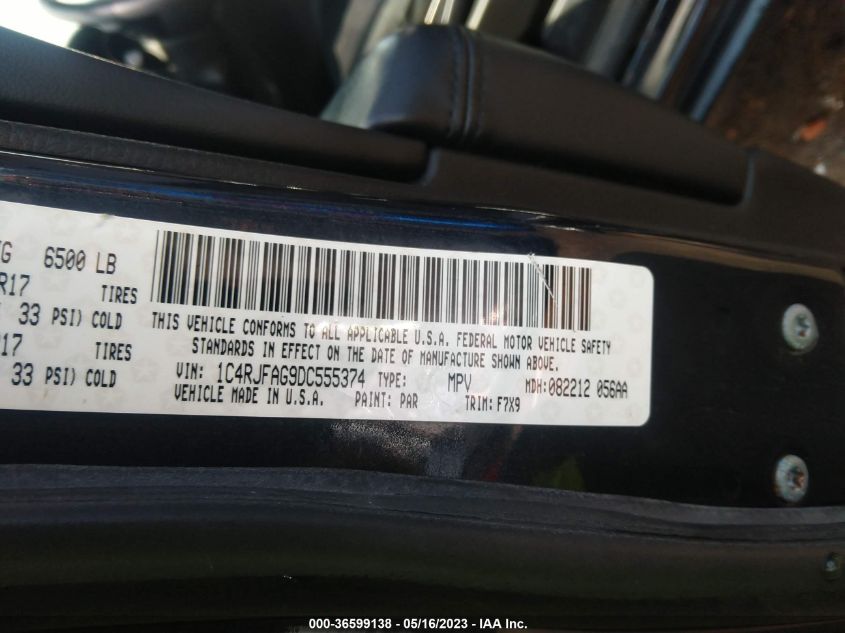 G 6500 LB
R17 TIRES
33 PSI) COLD
17 TIRES
33 PSI) COLD
THIS VEHICLE CONFORMS TO ALL APPLICABLE U.S.A. FEDERAL MOTOR VEHICLE SAFETY
STANDARDS IN EFFECT ON THE DATE OF MANUFACTURE SHOWN ABOVE.
VIN: 1C4RJFAG9DC555374 TYPE: MPV MDH:082212 056AA
VEHICLE MADE IN U.S.A. PAINT: PAR TRIM:F7X9
000-36599138 - 05/16/2023 - IAA Inc.